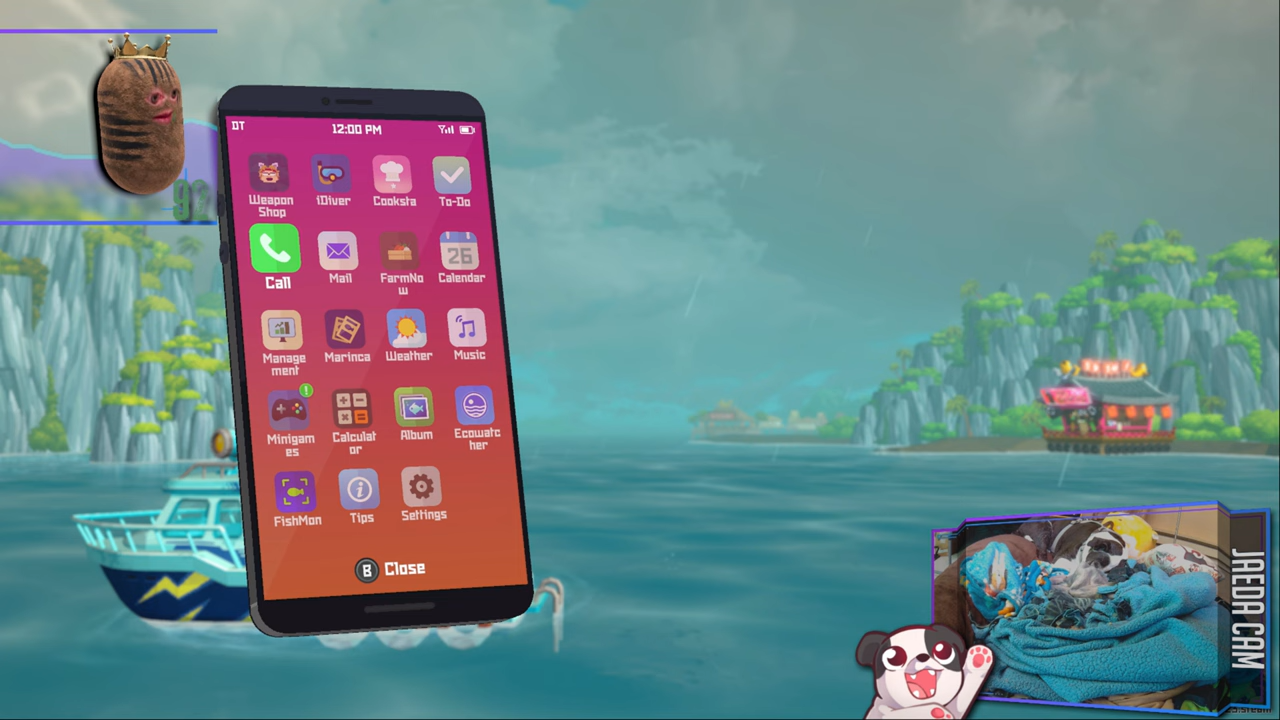 92
DT
12:00 PM
Weapon
Shop
iDiver
Cooksta
To-Do
Call
Mail
FarmNo
w
26
Calendar
Manage
ment
Marinca
Weather
Music
!
Minigam
es
Calculat
or
Album
Ecowatc
her
FishMon
Tips
Settings
B Close
JAEDA CAM